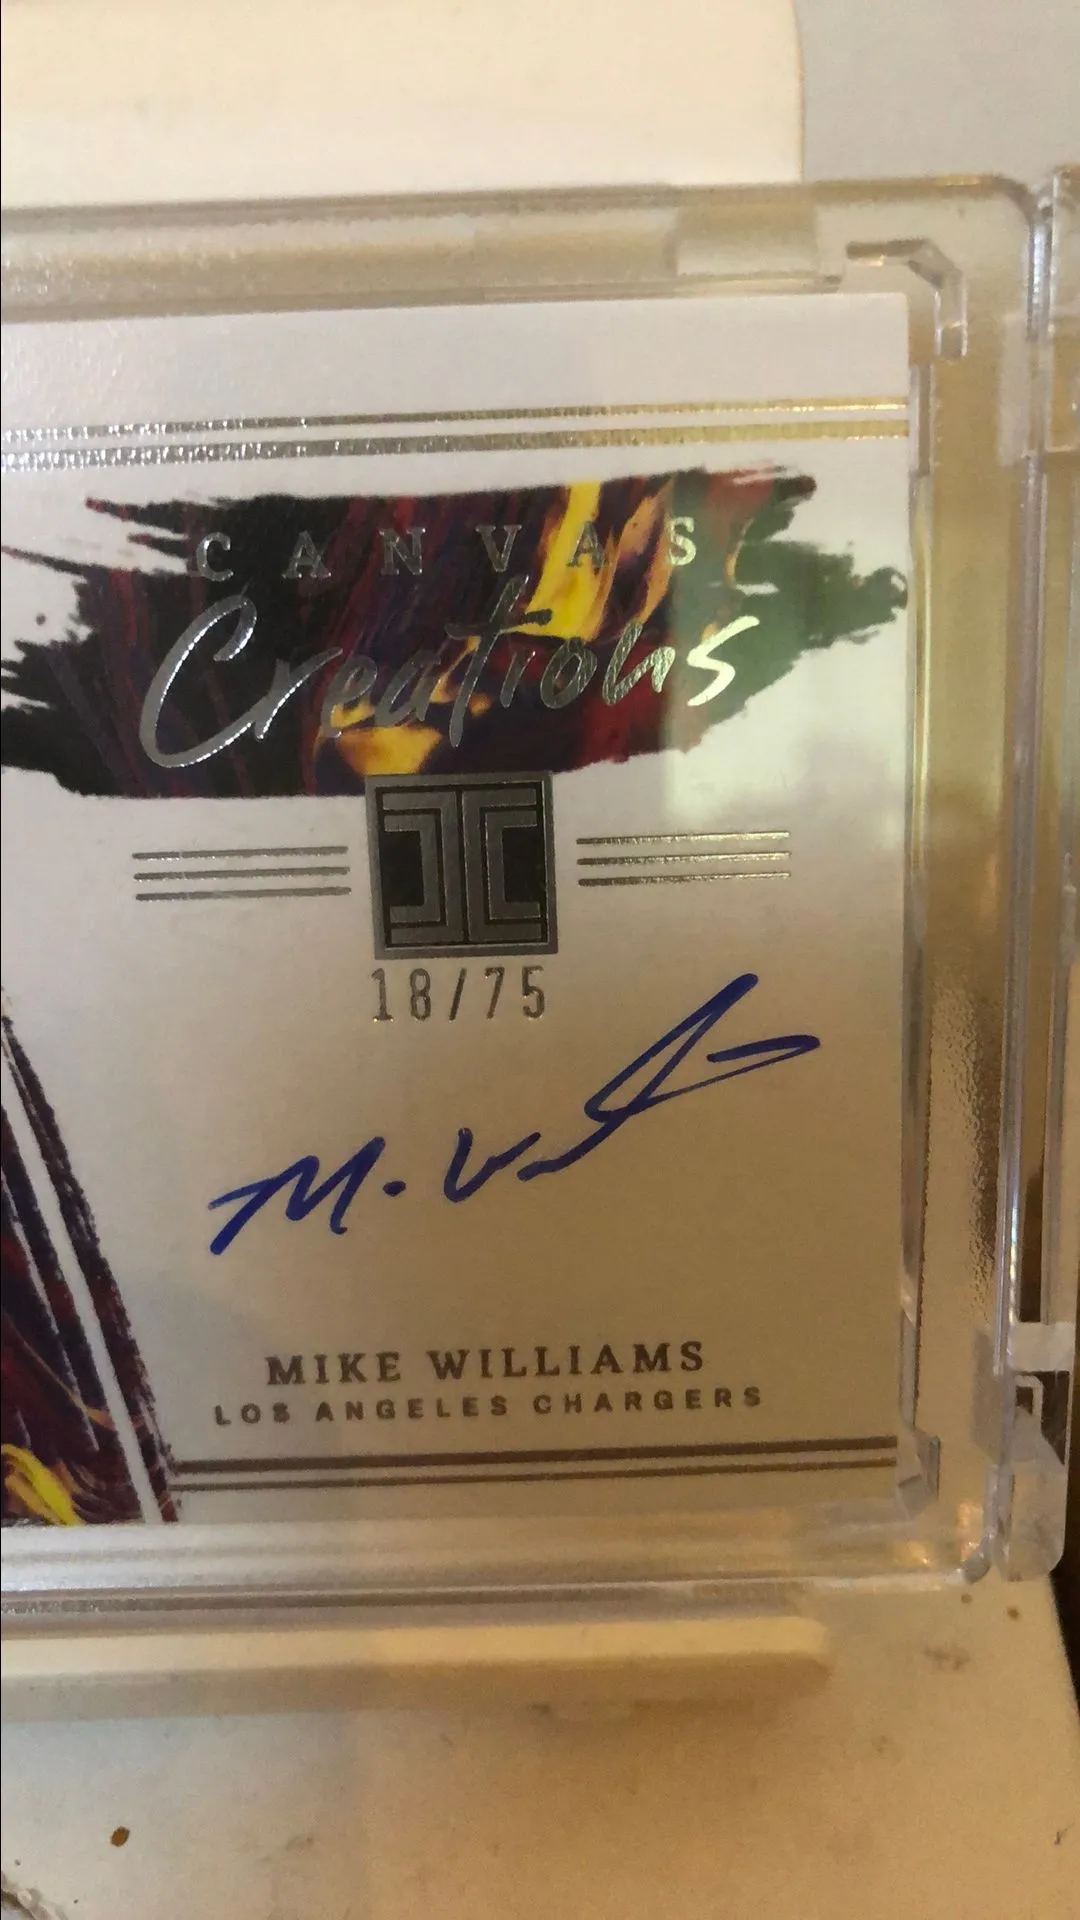 CANVAS
Creations
18/75
M. W
MIKE WILLIAMS
LOS ANGELES CHARGERS